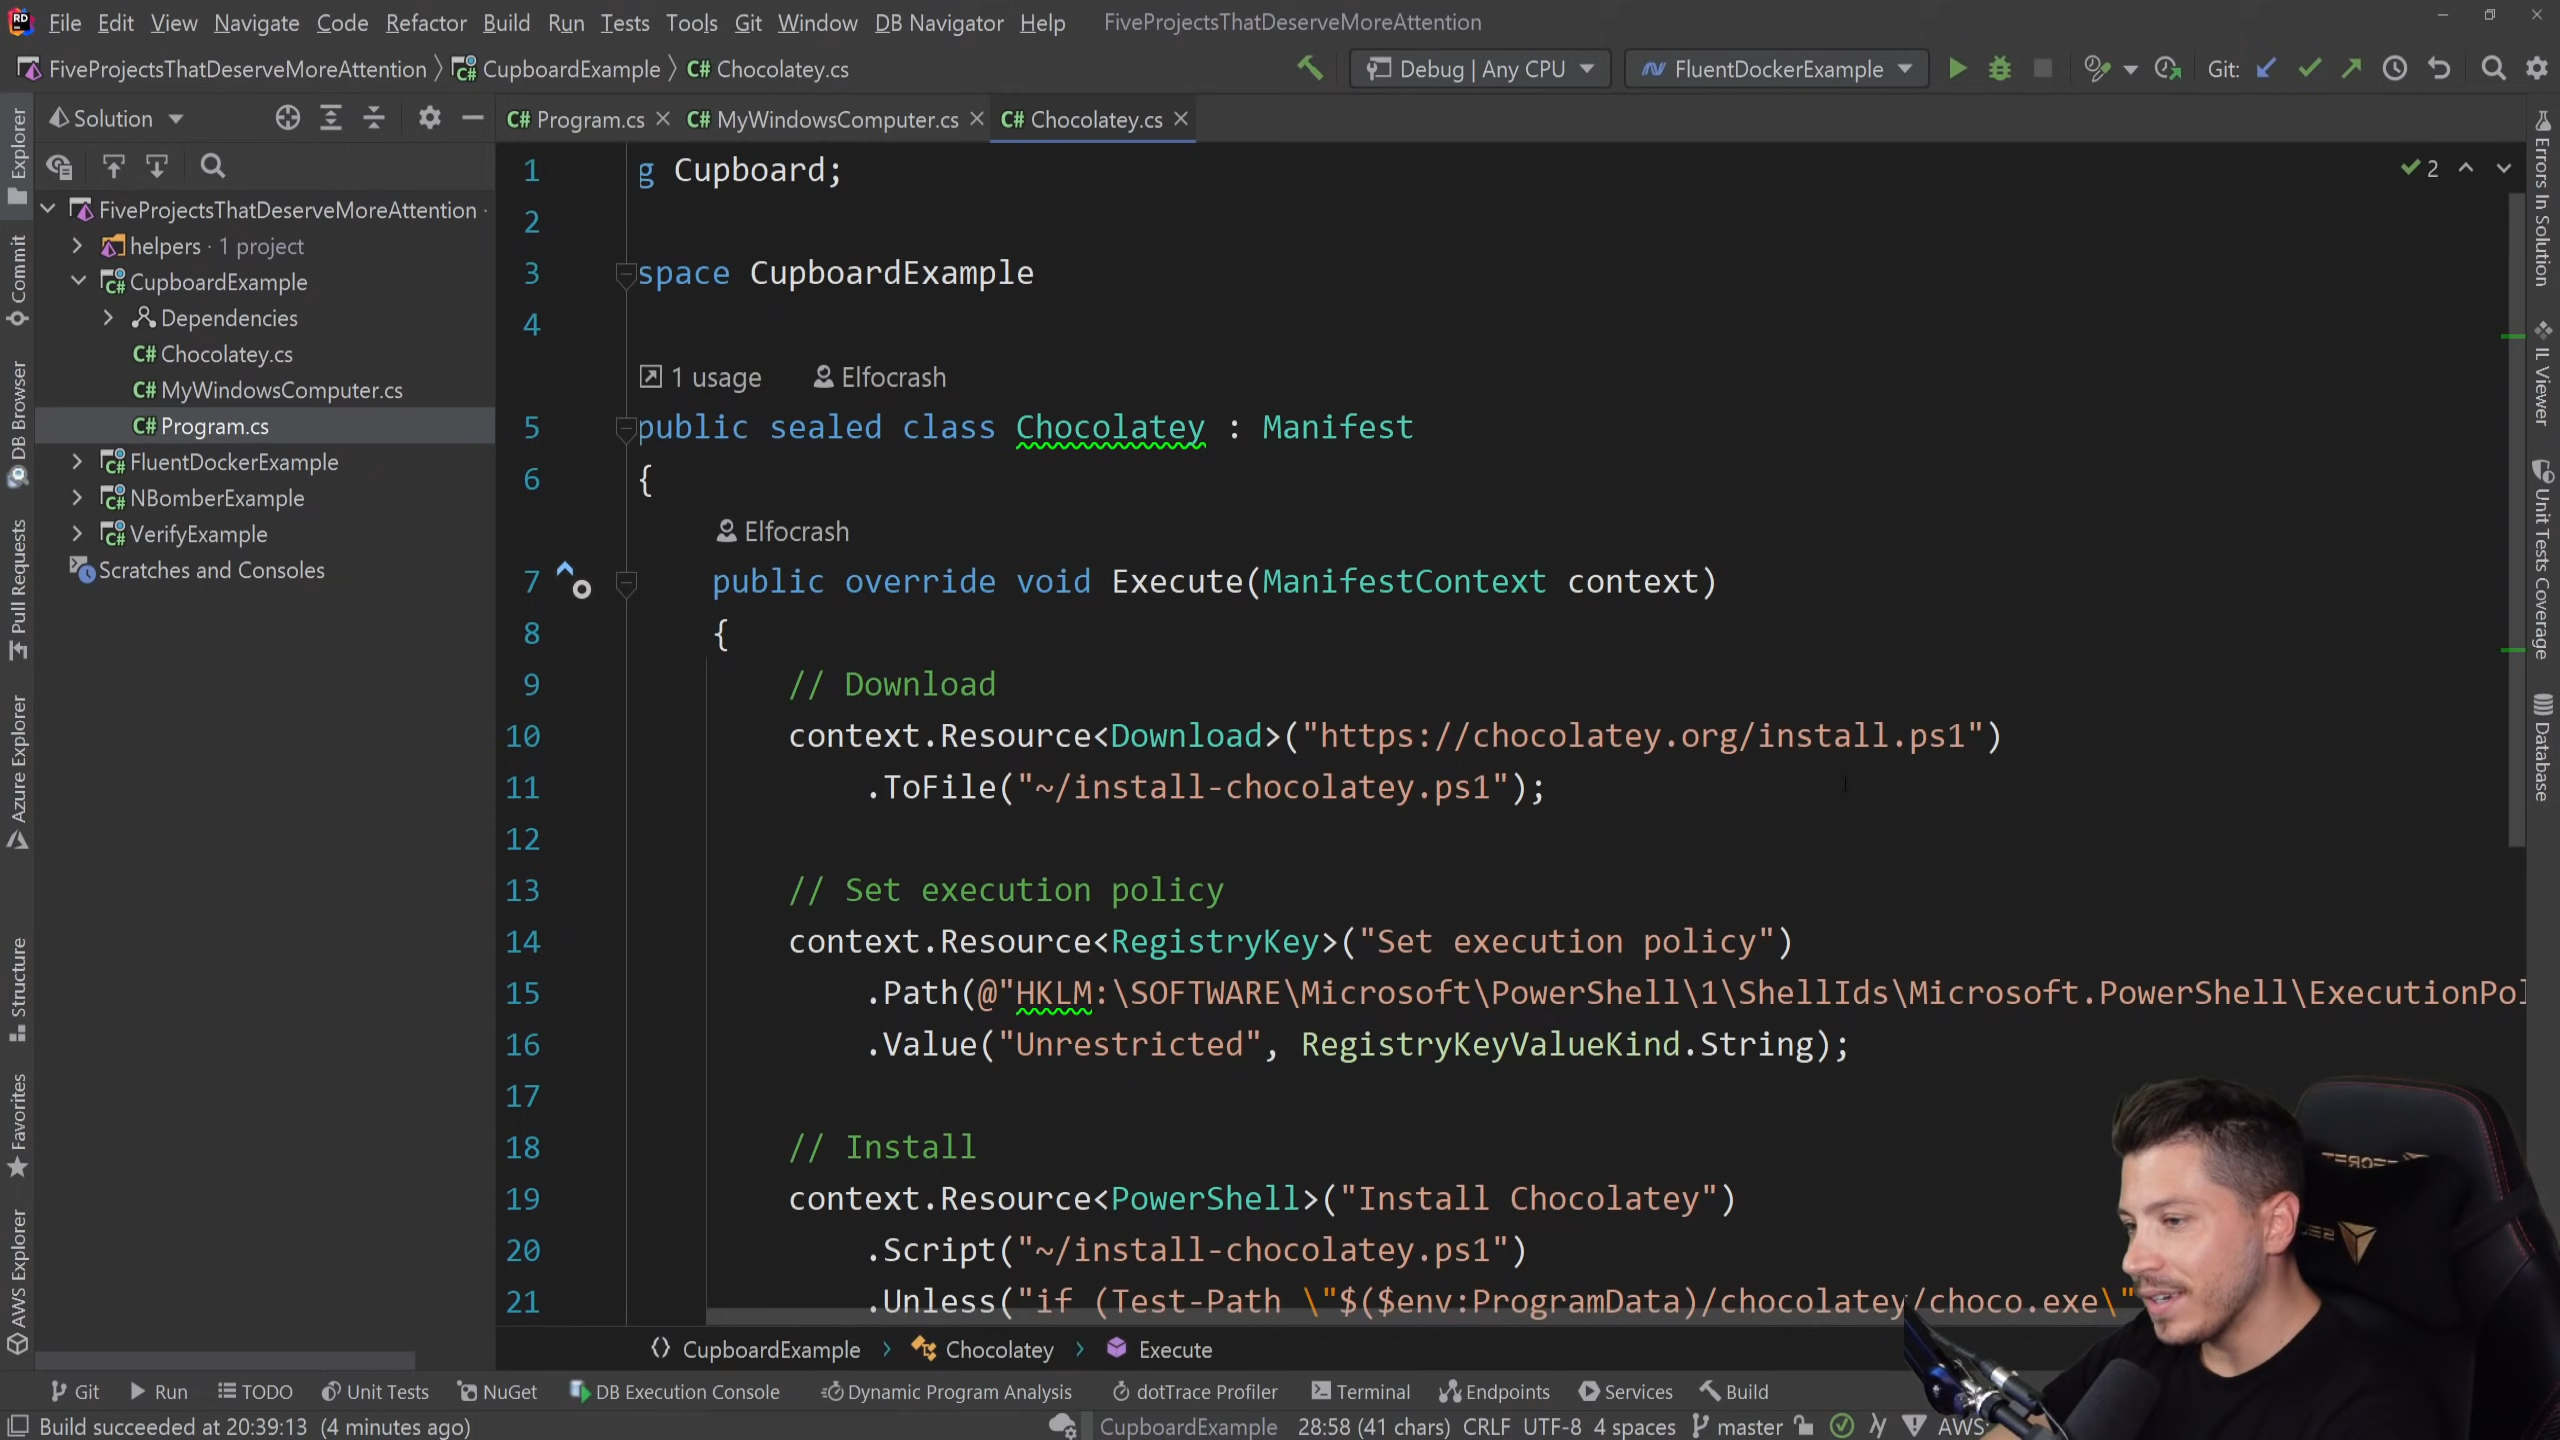 File Edit View Navigate Code Refactor Build Run Tests Tools Git Window DB Navigator Help FiveProjectsThatDeserveMoreAttention
FiveProjectsThatDeserveMoreAttention CupboardExample C# Chocolatey.cs Debug | Any CPU FluentDockerExample Git:
Solution
C# Program.cs C# MyWindowsComputer.cs C# Chocolatey.cs
FiveProjectsThatDeserveMoreAttention
helpers · 1 project
CupboardExample
Dependencies
C# Chocolatey.cs
C# MyWindowsComputer.cs
C# Program.cs
FluentDockerExample
NBomberExample
VerifyExample
Scratches and Consoles
Explorer
Commit
DB Browser
Pull Requests
Azure Explorer
Structure
Favorites
AWS Explorer
1 g Cupboard;
2
3 space CupboardExample
4
1 usage Elfocrash
5 public sealed class Chocolatey : Manifest
6 {
Elfocrash
7 public override void Execute(ManifestContext context)
8 {
9 // Download
10 context.Resource<Download>("https://chocolatey.org/install.ps1")
11 .ToFile("~/install-chocolatey.ps1");
12
13 // Set execution policy
14 context.Resource<RegistryKey>("Set execution policy")
15 .Path(@"HKLM:\SOFTWARE\Microsoft\PowerShell\1\ShellIds\Microsoft.PowerShell\ExecutionPol
16 .Value("Unrestricted", RegistryKeyValueKind.String);
17
18 // Install
19 context.Resource<PowerShell>("Install Chocolatey")
20 .Script("~/install-chocolatey.ps1")
21 .Unless("if (Test-Path \"$($env:ProgramData)/chocolatey/choco.exe\"
2
Errors In Solution
IL Viewer
Unit Tests Coverage
Database
CupboardExample Chocolatey Execute
Git Run TODO Unit Tests NuGet DB Execution Console Dynamic Program Analysis dotTrace Profiler Terminal Endpoints Services Build
Build succeeded at 20:39:13 (4 minutes ago) CupboardExample 28:58 (41 chars) CRLF UTF-8 4 spaces master AWS: